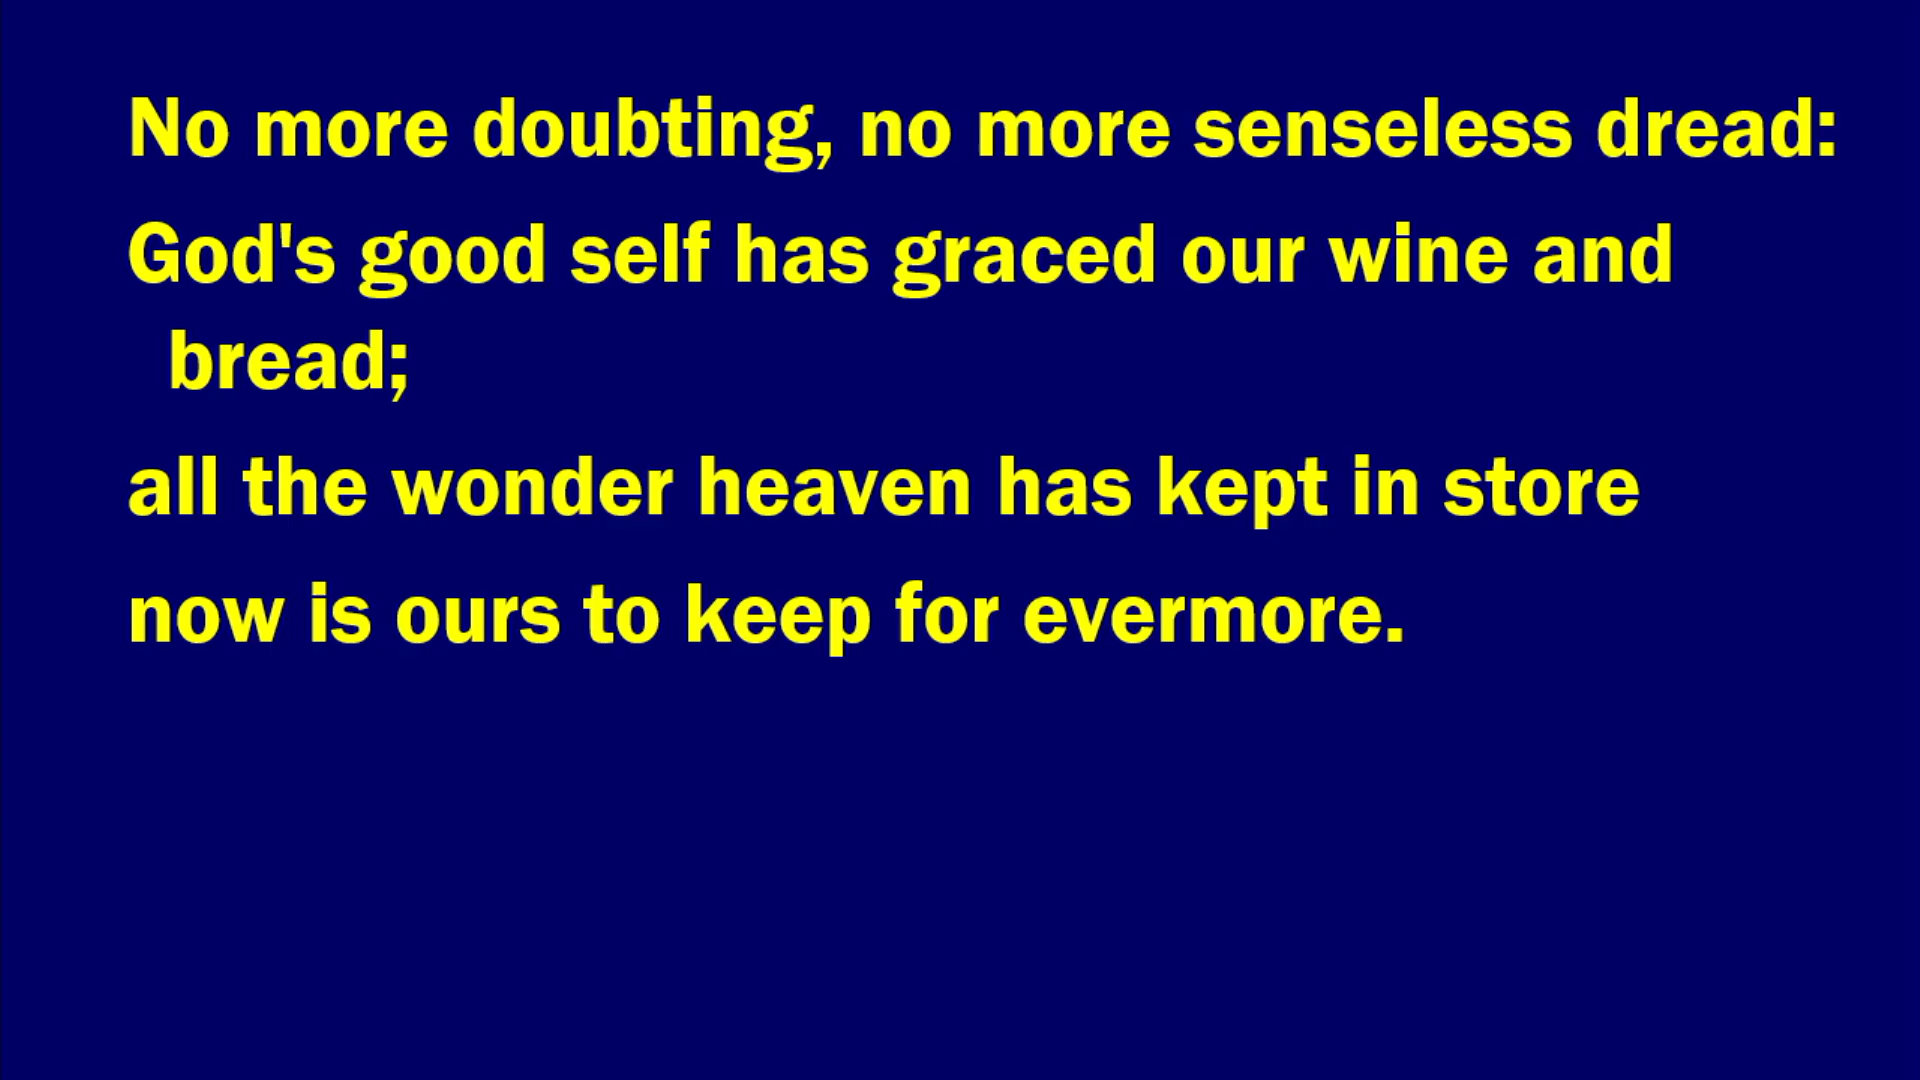 No more doubting, no more senseless dread:
God's good self has graced our wine and
bread;
all the wonder heaven has kept in store
now is ours to keep for evermore.